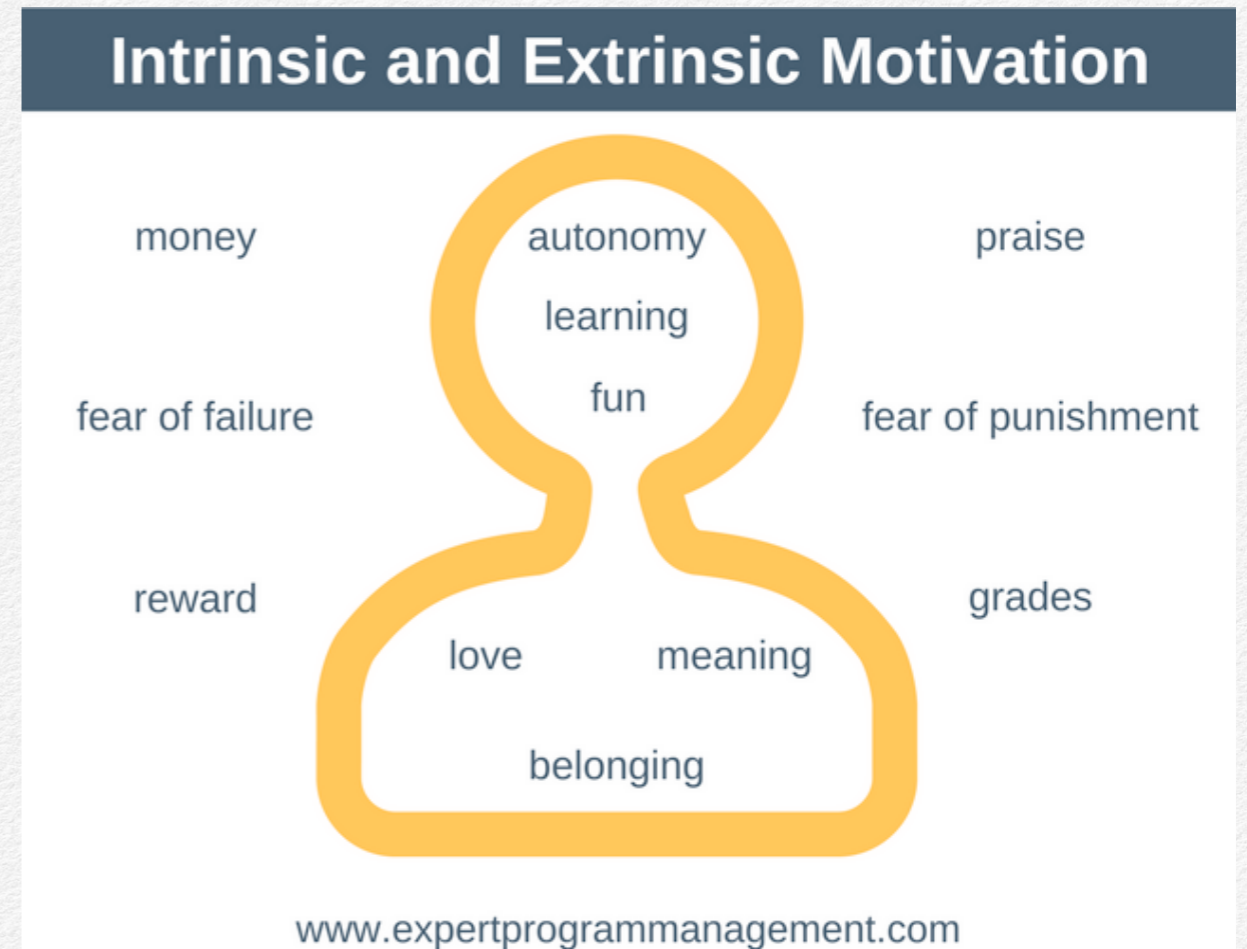 Intrinsic and Extrinsic Motivation
money autonomy praise
learning
fun
fear of failure fear of punishment
reward grades
love meaning
belonging
www.expertprogrammanagement.com